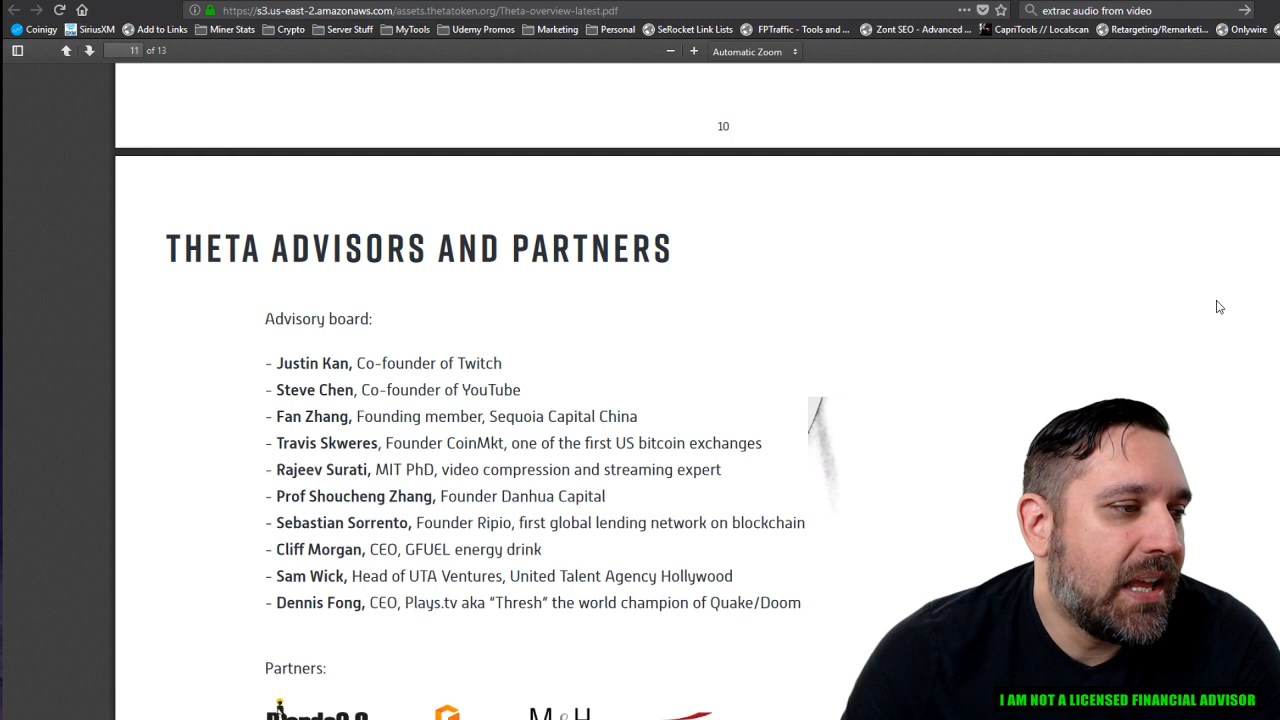 https://s3.us-east-2.amazonaws.com/assets.thetatoken.org/Theta-overview-latest.pdf
extrac audio from video
Coinigy SiriusXM Add to Links Miner Stats Crypto Server Stuff MyTools Udemy Promos Marketing Personal SeRocket Link Lists FPTraffic - Tools and ... Zont SEO - Advanced ... CapriTools // Localscan Retargeting/Remarketi... Onlywire
11 of 13 Automatic Zoom
10
THETA ADVISORS AND PARTNERS
Advisory board:
- Justin Kan, Co-founder of Twitch
- Steve Chen, Co-founder of YouTube
- Fan Zhang, Founding member, Sequoia Capital China
- Travis Skweres, Founder CoinMkt, one of the first US bitcoin exchanges
- Rajeev Surati, MIT PhD, video compression and streaming expert
- Prof Shoucheng Zhang, Founder Danhua Capital
- Sebastian Sorrento, Founder Ripio, first global lending network on blockchain
- Cliff Morgan, CEO, GFUEL energy drink
- Sam Wick, Head of UTA Ventures, United Talent Agency Hollywood
- Dennis Fong, CEO, Plays.tv aka "Thresh" the world champion of Quake/Doom
Partners:
I AM NOT A LICENSED FINANCIAL ADVISOR